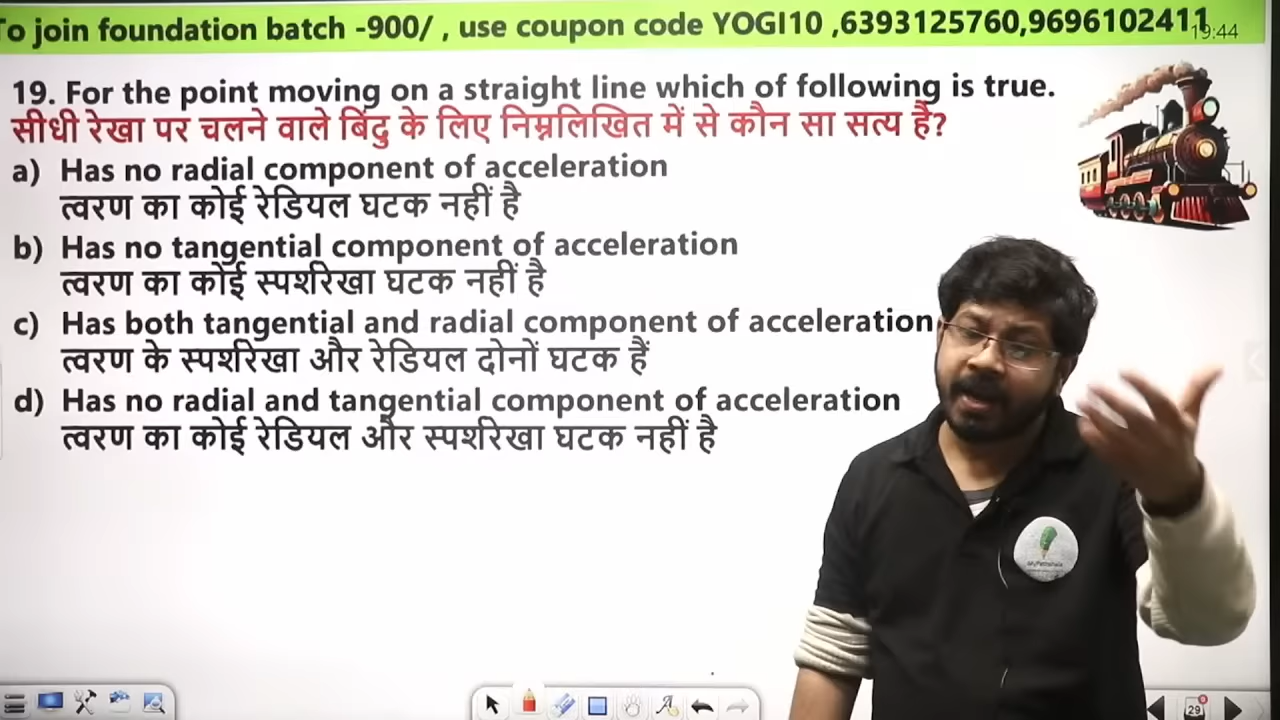 To join foundation batch -900/ , use coupon code YOGI10 ,6393125760,9696102411
19:44
19. For the point moving on a straight line which of following is true.
सीधी रेखा पर चलने वाले बिंदु के लिए निम्नलिखित में से कौन सा सत्य है?
a) Has no radial component of acceleration
त्वरण का कोई रेडियल घटक नहीं है
b) Has no tangential component of acceleration
त्वरण का कोई स्पर्शरेखा घटक नहीं है
c) Has both tangential and radial component of acceleration
त्वरण के स्पर्शरेखा और रेडियल दोनों घटक हैं
d) Has no radial and tangential component of acceleration
त्वरण का कोई रेडियल और स्पर्शरेखा घटक नहीं है
29